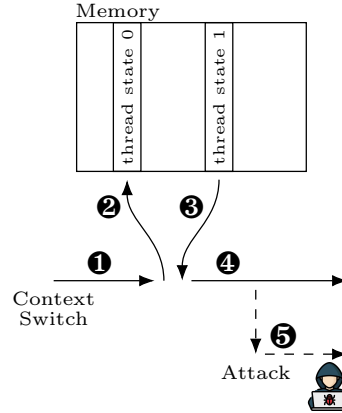 Memory
thread state 0
thread state 1
❷
❸
❶
❹
Context
Switch
❺
Attack